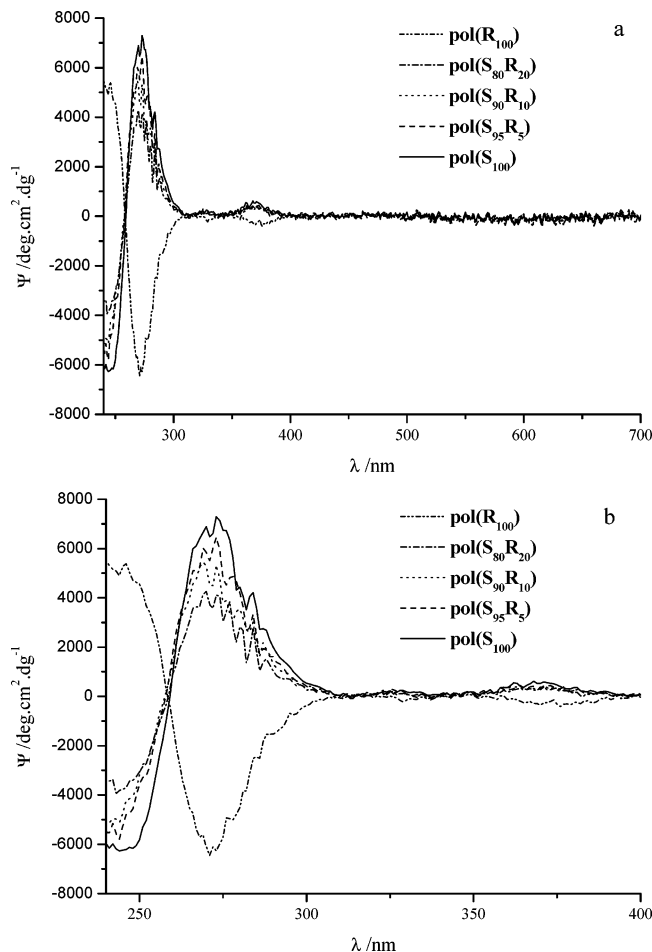 a
pol(R100)
pol(S80R20)
pol(S90R10)
pol(S95R5)
pol(S100)
8000
6000
4000
2000
0
-2000
-4000
-6000
-8000
Ψ /deg.cm2.dg-1
300 400 500 600 700
λ /nm
b
pol(R100)
pol(S80R20)
pol(S90R10)
pol(S95R5)
pol(S100)
8000
6000
4000
2000
0
-2000
-4000
-6000
-8000
Ψ /deg.cm2.dg-1
250 300 350 400
λ /nm